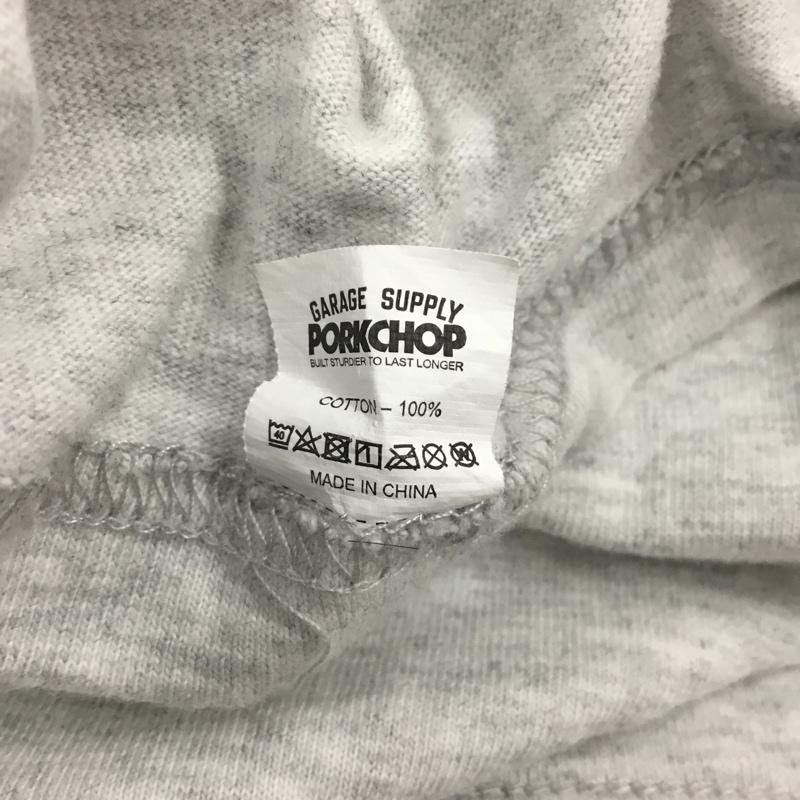 GARAGE SUPPLY
PORKCHOP
BUILT STURDIER TO LAST LONGER
COTTON – 100%
40 W
MADE IN CHINA